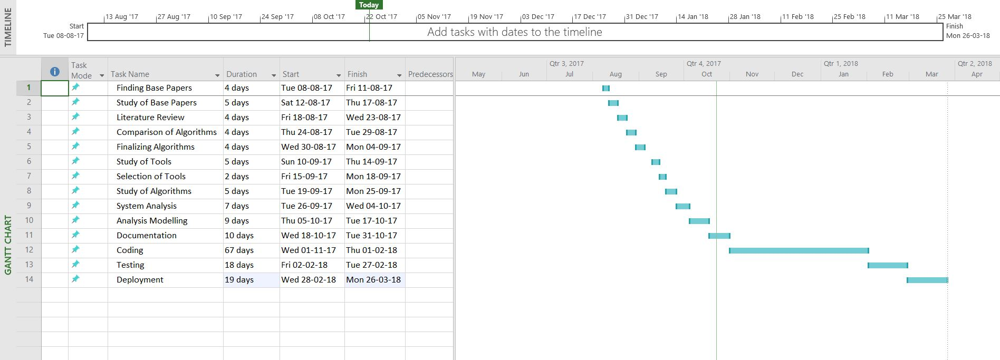 TIMELINE
Today
13 Aug '17 27 Aug '17 10 Sep '17 24 Sep '17 08 Oct '17 22 Oct '17 05 Nov '17 19 Nov '17 03 Dec '17 17 Dec '17 31 Dec '17 14 Jan '18 28 Jan '18 11 Feb '18 25 Feb '18 11 Mar '18 25 Mar '18
Start
Tue 08-08-17
Add tasks with dates to the timeline
Finish
Mon 26-03-18
GANTT CHART
Task Mode Task Name Duration Start Finish Predecessors
Qtr 3, 2017 Qtr 4, 2017 Qtr 1, 2018 Qtr 2, 2018
May Jun Jul Aug Sep Oct Nov Dec Jan Feb Mar Apr
1 Finding Base Papers 4 days Tue 08-08-17 Fri 11-08-17
2 Study of Base Papers 5 days Sat 12-08-17 Thu 17-08-17
3 Literature Review 4 days Fri 18-08-17 Wed 23-08-17
4 Comparison of Algorithms 4 days Thu 24-08-17 Tue 29-08-17
5 Finalizing Algorithms 4 days Wed 30-08-17 Mon 04-09-17
6 Study of Tools 5 days Sun 10-09-17 Thu 14-09-17
7 Selection of Tools 2 days Fri 15-09-17 Mon 18-09-17
8 Study of Algorithms 5 days Tue 19-09-17 Mon 25-09-17
9 System Analysis 7 days Tue 26-09-17 Wed 04-10-17
10 Analysis Modelling 9 days Thu 05-10-17 Tue 17-10-17
11 Documentation 10 days Wed 18-10-17 Tue 31-10-17
12 Coding 67 days Wed 01-11-17 Thu 01-02-18
13 Testing 18 days Fri 02-02-18 Tue 27-02-18
14 Deployment 19 days Wed 28-02-18 Mon 26-03-18